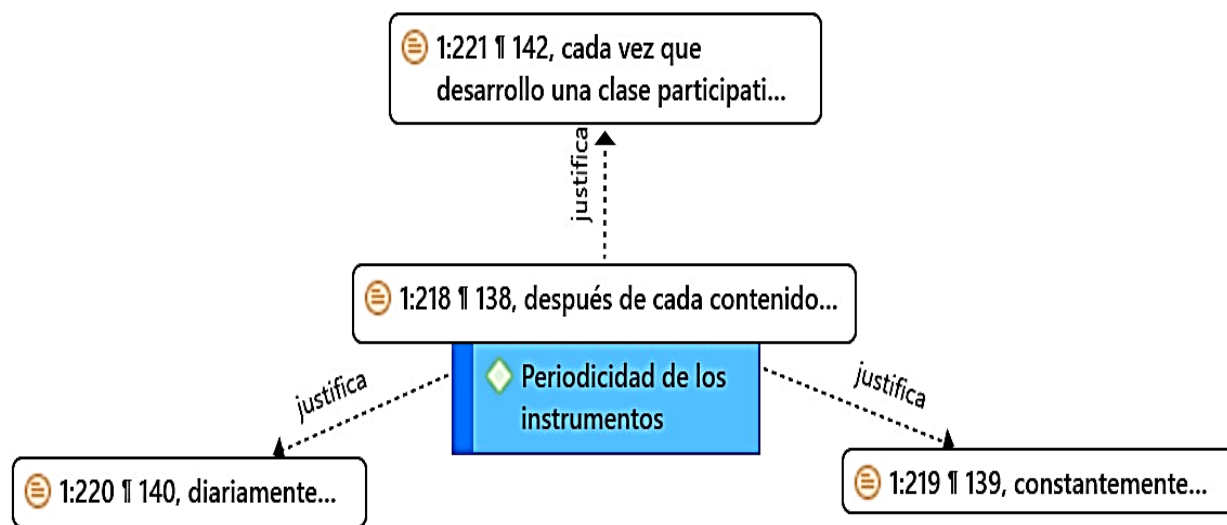 1:221 ¶ 142, cada vez que
desarrollo una clase participati...
justifica
1:218 ¶ 138, después de cada contenido...
Periodicidad de los
instrumentos
justifica
justifica
1:220 ¶ 140, diariamente...
1:219 ¶ 139, constantemente...